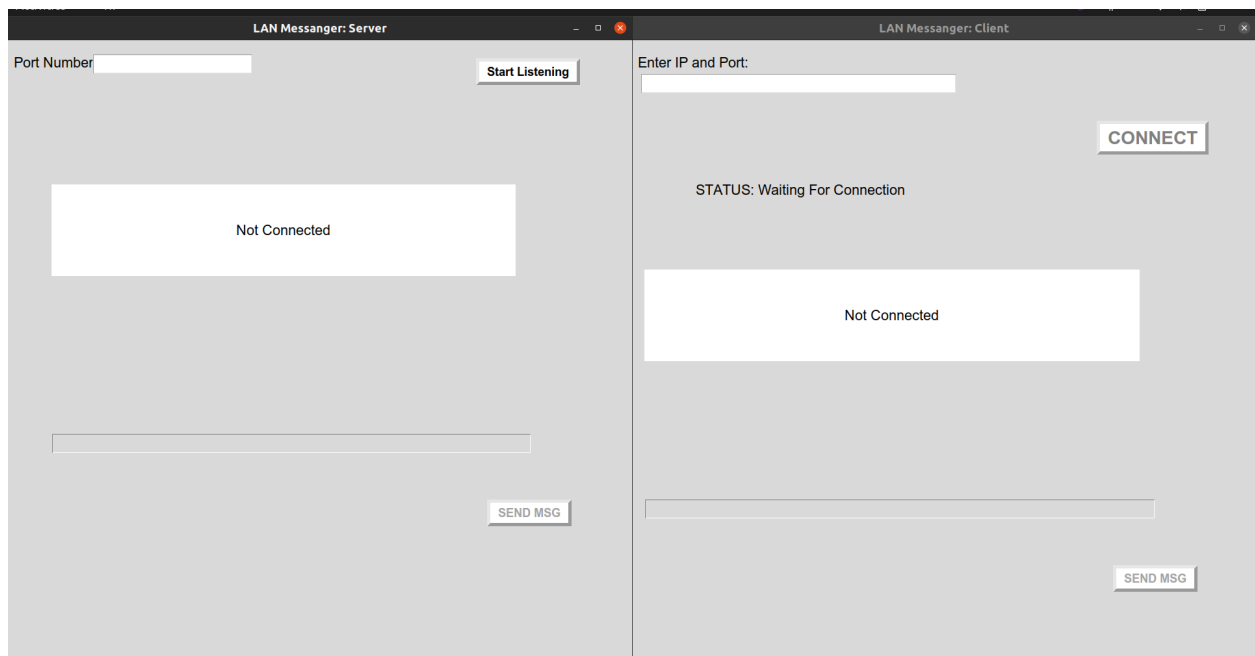 LAN Messanger: Server
Port Number
Start Listening
Not Connected
SEND MSG
LAN Messanger: Client
Enter IP and Port:
CONNECT
STATUS: Waiting For Connection
Not Connected
SEND MSG